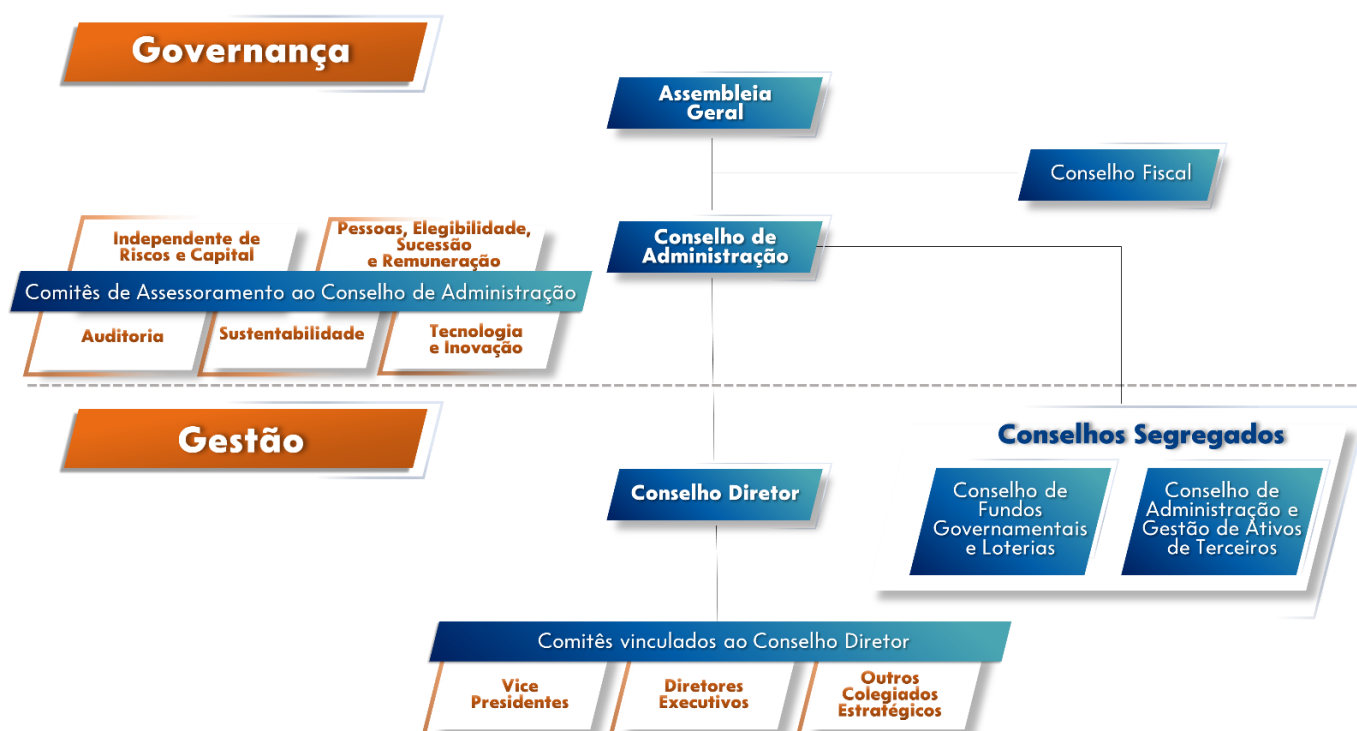 Governança
Assembleia
Geral
Conselho Fiscal
Conselho de
Administração
Independente de
Riscos e Capital
Pessoas, Elegibilidade,
Sucessão
e Remuneração
Comitês de Assessoramento ao Conselho de Administração
Auditoria
Sustentabilidade
Tecnologia
e Inovação
Gestão
Conselho Diretor
Conselhos Segregados
Conselho de
Fundos
Governamentais
e Loterias
Conselho de
Administração e
Gestão de Ativos
de Terceiros
Comitês vinculados ao Conselho Diretor
Vice
Presidentes
Diretores
Executivos
Outros
Colegiados
Estratégicos